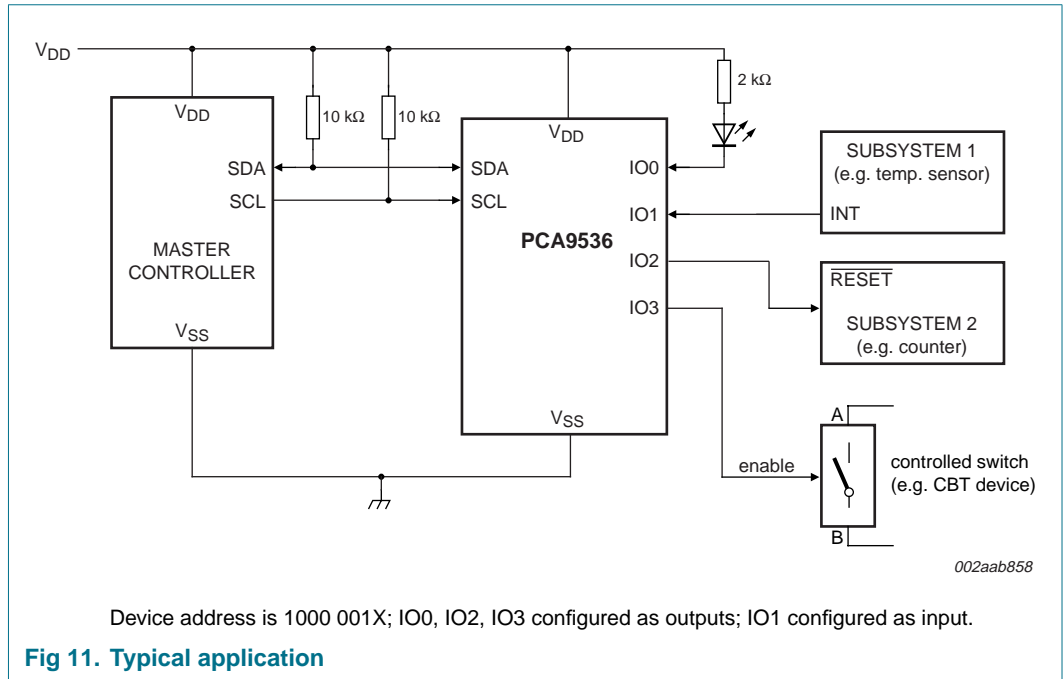 VDD
VDD
10 kΩ
10 kΩ
2 kΩ
VDD
SDA
SCL
MASTER
CONTROLLER
VSS
SDA
SCL
PCA9536
IO0
IO1
IO2
IO3
VSS
SUBSYSTEM 1
(e.g. temp. sensor)
INT
RESET
SUBSYSTEM 2
(e.g. counter)
A
enable
controlled switch
(e.g. CBT device)
B
002aab858
Device address is 1000 001X; IO0, IO2, IO3 configured as outputs; IO1 configured as input.
Fig 11. Typical application